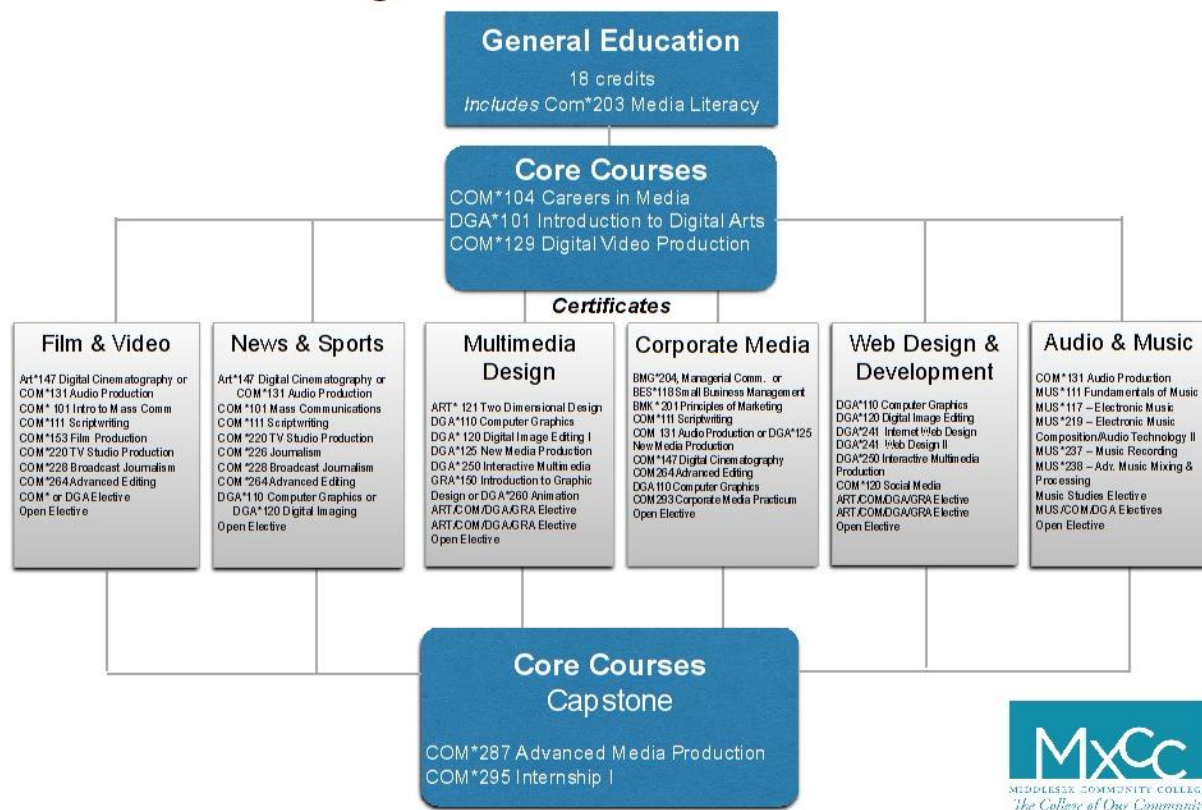 General Education
18 credits
Includes Com*203 Media Literacy
Core Courses
COM*104 Careers in Media
DGA*101 Introduction to Digital Arts
COM*129 Digital Video Production
Certificates
Film & Video
Art*147 Digital Cinematography or
COM*131 Audio Production
COM* 101 Intro to Mass Comm
COM*111 Scriptwriting
COM*153 Film Production
COM*220 TV Studio Production
COM*228 Broadcast Journalism
COM*264 Advanced Editing
COM* or DGA Elective
Open Elective
News & Sports
Art*147 Digital Cinematography or
COM*131 Audio Production
COM*101 Mass Communications
COM*111 Scriptwriting
COM*220 TV Studio Production
COM*226 Journalism
COM*228 Broadcast Journalism
COM*264 Advanced Editing
DGA*110 Computer Graphics or
DGA*120 Digital Imaging
Open Elective
Multimedia
Design
ART* 121 Two Dimensional Design
DGA*110 Computer Graphics
DGA* 120 Digital Image Editing I
DGA*125 New Media Production
DGA*250 Interactive Multimedia
GRA*150 Introduction to Graphic
Design or DGA*260 Animation
ART/COM/DGA/GRA Elective
ART/COM/DGA/GRA Elective
Open Elective
Corporate Media
BMG*204, Managerial Comm. or
BES*118 Small Business Management
BMK*201 Principles of Marketing
COM*111 Scriptwriting
COM 131 Audio Production or DGA*125
New Media Production
COM*147 Digital Cinematography
COM264 Advanced Editing
DGA110 Computer Graphics
COM293 Corporate Media Practicum
Open Elective
Web Design &
Development
DGA*110 Computer Graphics
DGA*120 Digital Image Editing
DGA*241 Internet Web Design
DGA*241 Web Design II
DGA*250 Interactive Multimedia
Production
COM*120 Social Media
ART/COM/DGA/GRA Elective
ART/COM/DGA/GRA Elective
Open Elective
Audio & Music
COM*131 Audio Production
MUS*111 Fundamentals of Music
MUS*117 – Electronic Music
MUS*219 – Electronic Music
Composition/Audio Technology II
MUS*237 – Music Recording
MUS*238 – Adv. Music Mixing &
Processing
Music Studies Elective
MUS/COM/DGA Electives
Open Elective
Core Courses
Capstone
COM*287 Advanced Media Production
COM*295 Internship I
MxCC
MIDDLESEX COMMUNITY COLLEGE
The College of Our Community